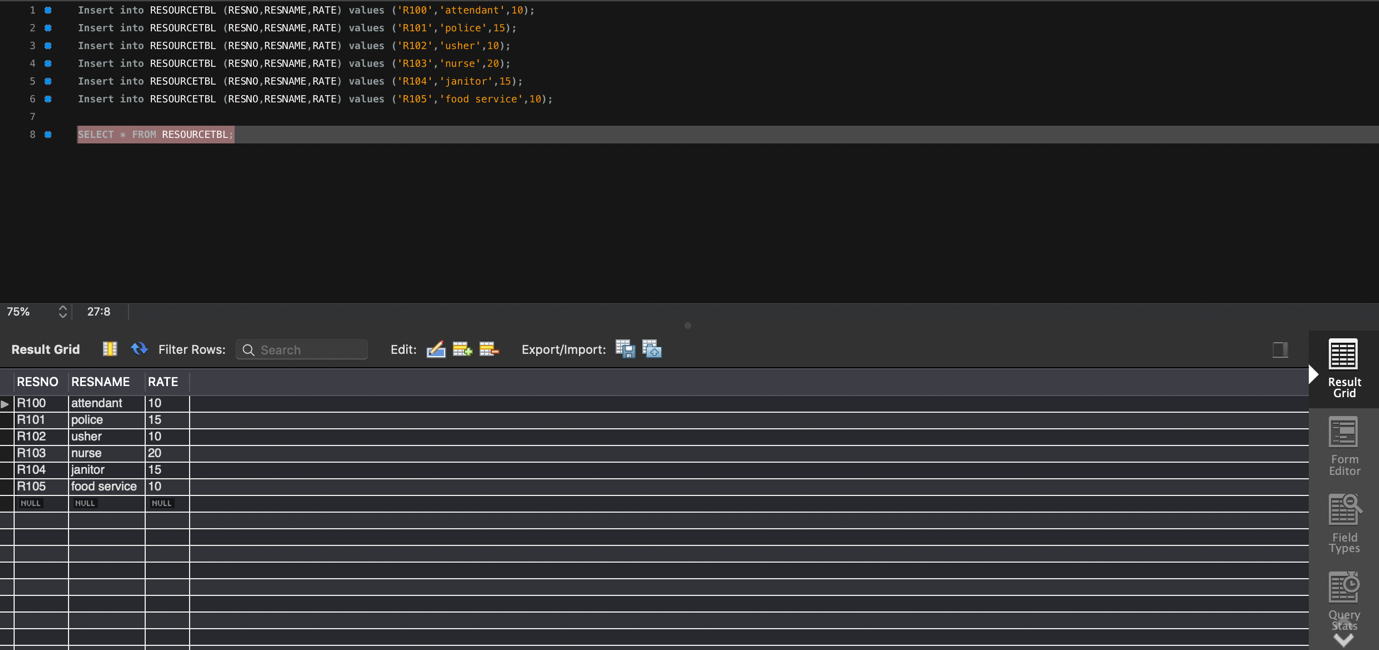 1 Insert into RESOURCETBL (RESNO,RESNAME,RATE) values ('R100','attendant',10);
2 Insert into RESOURCETBL (RESNO,RESNAME,RATE) values ('R101','police',15);
3 Insert into RESOURCETBL (RESNO,RESNAME,RATE) values ('R102','usher',10);
4 Insert into RESOURCETBL (RESNO,RESNAME,RATE) values ('R103','nurse',20);
5 Insert into RESOURCETBL (RESNO,RESNAME,RATE) values ('R104','janitor',15);
6 Insert into RESOURCETBL (RESNO,RESNAME,RATE) values ('R105','food service',10);
7
8 SELECT * FROM RESOURCETBL;
75% 27:8
Result Grid Filter Rows: Search Edit: Export/Import:
RESNO RESNAME RATE
R100 attendant 10
R101 police 15
R102 usher 10
R103 nurse 20
R104 janitor 15
R105 food service 10
NULL NULL NULL
Result
Grid
Form
Editor
Field
Types
Query
Stats